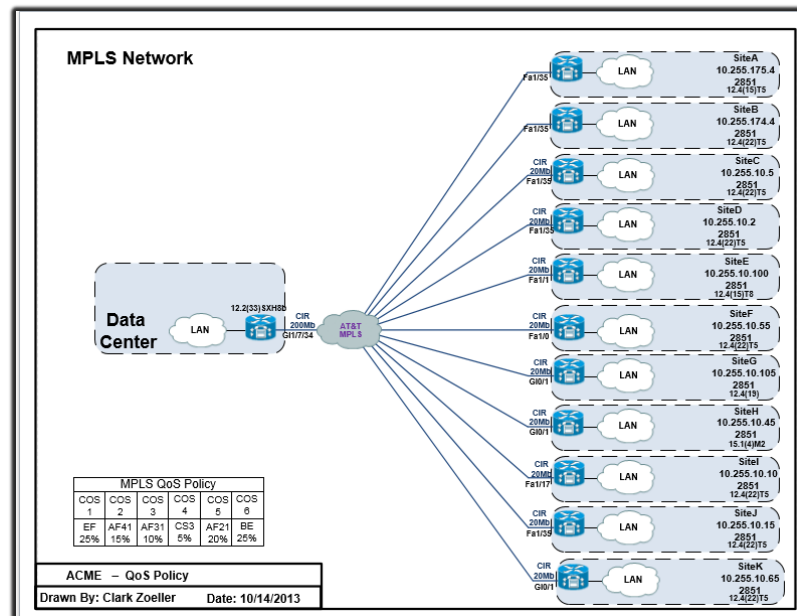 MPLS Network
Data
Center
LAN
12.2(33)SXH8b
CIR
200Mb
GI1/7/34
AT&T
MPLS
Fa1/35
LAN
SiteA
10.255.175.4
2851
12.4(15)T5
Fa1/35
LAN
SiteB
10.255.174.4
2851
12.4(22)T5
CIR
20Mb
Fa1/35
LAN
SiteC
10.255.10.5
2851
12.4(22)T5
CIR
20Mb
Fa1/35
LAN
SiteD
10.255.10.2
2851
12.4(22)T5
CIR
20Mb
Fa1/1
LAN
SiteE
10.255.10.100
2851
12.4(15)T8
CIR
20Mb
Fa1/0
LAN
SiteF
10.255.10.55
2851
12.4(22)T5
CIR
20Mb
GI0/1
LAN
SiteG
10.255.10.105
2851
12.4(19)
CIR
20Mb
GI0/1
LAN
SiteH
10.255.10.45
2851
15.1(4)M2
CIR
20Mb
Fa1/17
LAN
SiteI
10.255.10.10
2851
12.4(22)T5
CIR
20Mb
Fa1/35
LAN
SiteJ
10.255.10.15
2851
12.4(22)T5
CIR
20Mb
GI0/1
LAN
SiteK
10.255.10.65
2851
12.4(22)T5
MPLS QoS Policy
COS COS COS COS COS COS
1 2 3 4 5 6
EF AF41 AF31 CS3 AF21 BE
25% 15% 10% 5% 20% 25%
ACME – QoS Policy
Drawn By: Clark Zoeller Date: 10/14/2013